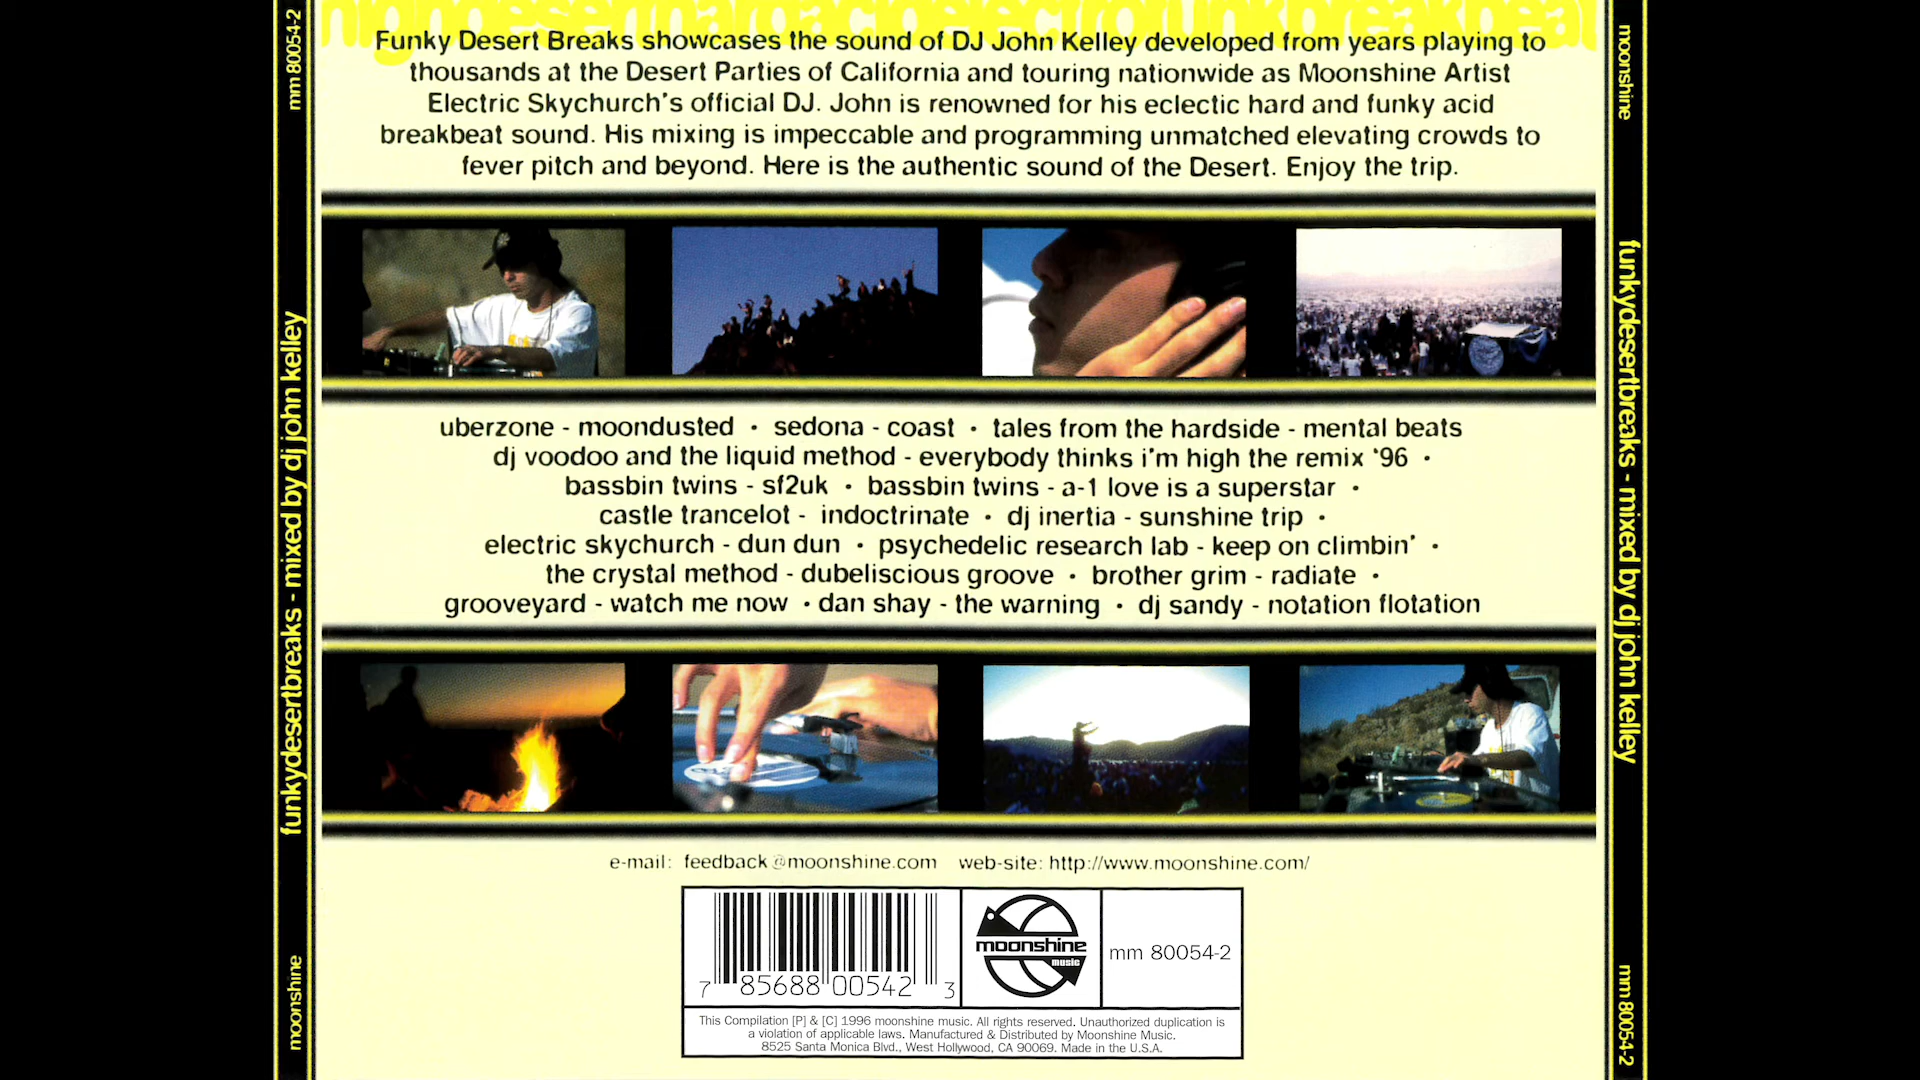 highdeserthardacidelectrofunkbreakbeat
Funky Desert Breaks showcases the sound of DJ John Kelley developed from years playing to
thousands at the Desert Parties of California and touring nationwide as Moonshine Artist
Electric Skychurch's official DJ. John is renowned for his eclectic hard and funky acid
breakbeat sound. His mixing is impeccable and programming unmatched elevating crowds to
fever pitch and beyond. Here is the authentic sound of the Desert. Enjoy the trip.
uberzone - moondusted • sedona - coast • tales from the hardside - mental beats
dj voodoo and the liquid method - everybody thinks i'm high the remix '96 •
bassbin twins - sf2uk • bassbin twins - a-1 love is a superstar •
castle trancelot - indoctrinate • dj inertia - sunshine trip •
electric skychurch - dun dun • psychedelic research lab - keep on climbin' •
the crystal method - dubeliscious groove • brother grim - radiate •
grooveyard - watch me now • dan shay - the warning • dj sandy - notation flotation
e-mail: feedback@moonshine.com web-site: http://www.moonshine.com/
7 85688 00542 3
moonshine
music
mm 80054-2
This Compilation [P] & [C] 1996 moonshine music. All rights reserved. Unauthorized duplication is
a violation of applicable laws. Manufactured & Distributed by Moonshine Music.
8525 Santa Monica Blvd., West Hollywood, CA 90069. Made in the U.S.A.
moonshine
funkydesertbreaks - mixed by dj john kelley
mm 80054-2
moonshine
funkydesertbreaks - mixed by dj john kelley
mm 80054-2